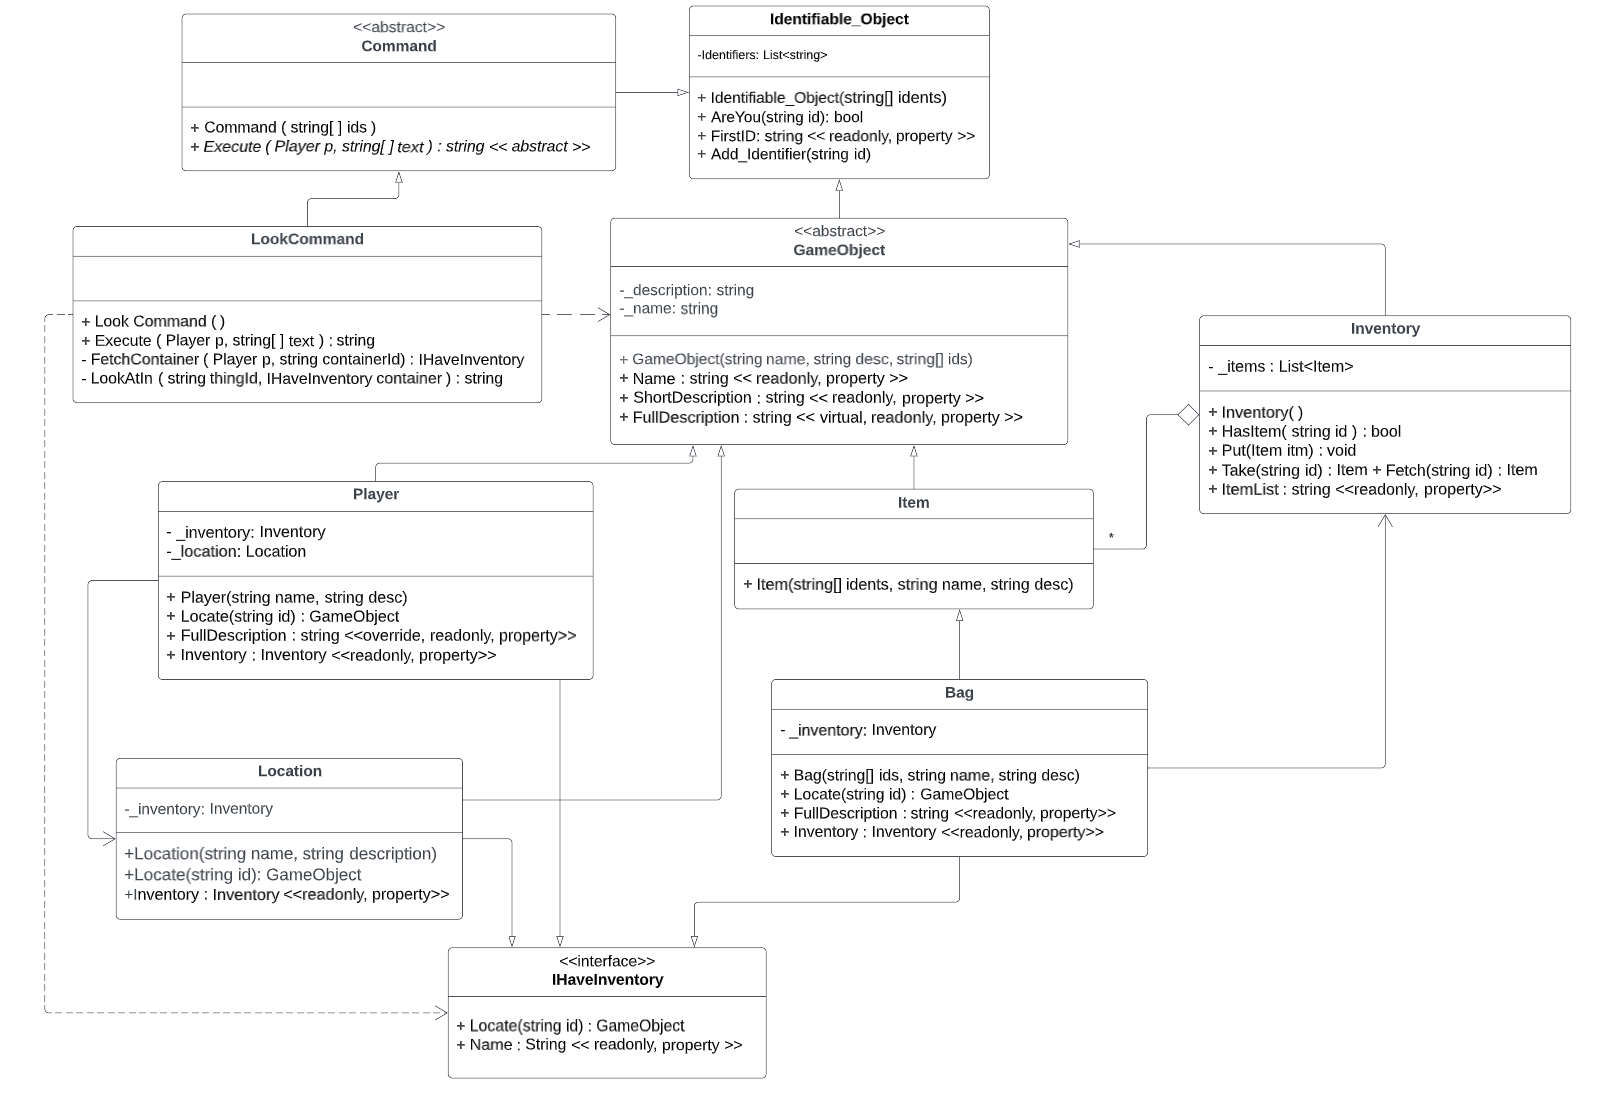 <<abstract>>
Command
+ Command ( string[ ] ids )
+ Execute ( Player p, string[ ] text ) : string << abstract >>
Identifiable_Object
-Identifiers: List<string>
+ Identifiable_Object(string[] idents)
+ AreYou(string id): bool
+ FirstID: string << readonly, property >>
+ Add_Identifier(string id)
LookCommand
+ Look Command ( )
+ Execute ( Player p, string[ ] text ) : string
- FetchContainer ( Player p, string containerId) : IHaveInventory
- LookAtIn ( string thingId, IHaveInventory container ) : string
<<abstract>>
GameObject
-_description: string
-_name: string
+ GameObject(string name, string desc, string[] ids)
+ Name : string << readonly, property >>
+ ShortDescription : string << readonly, property >>
+ FullDescription : string << virtual, readonly, property >>
Inventory
- _items : List<Item>
+ Inventory( )
+ HasItem( string id ) : bool
+ Put(Item itm) : void
+ Take(string id) : Item + Fetch(string id) : Item
+ ItemList : string <<readonly, property>>
Player
- _inventory: Inventory
-_location: Location
+ Player(string name, string desc)
+ Locate(string id) : GameObject
+ FullDescription : string <<override, readonly, property>>
+ Inventory : Inventory <<readonly, property>>
Item
+ Item(string[] idents, string name, string desc)
*
Bag
- _inventory: Inventory
+ Bag(string[] ids, string name, string desc)
+ Locate(string id) : GameObject
+ FullDescription : string <<readonly, property>>
+ Inventory : Inventory <<readonly, property>>
Location
-_inventory: Inventory
+Location(string name, string description)
+Locate(string id): GameObject
+Inventory : Inventory <<readonly, property>>
<<interface>>
IHaveInventory
+ Locate(string id) : GameObject
+ Name : String << readonly, property >>